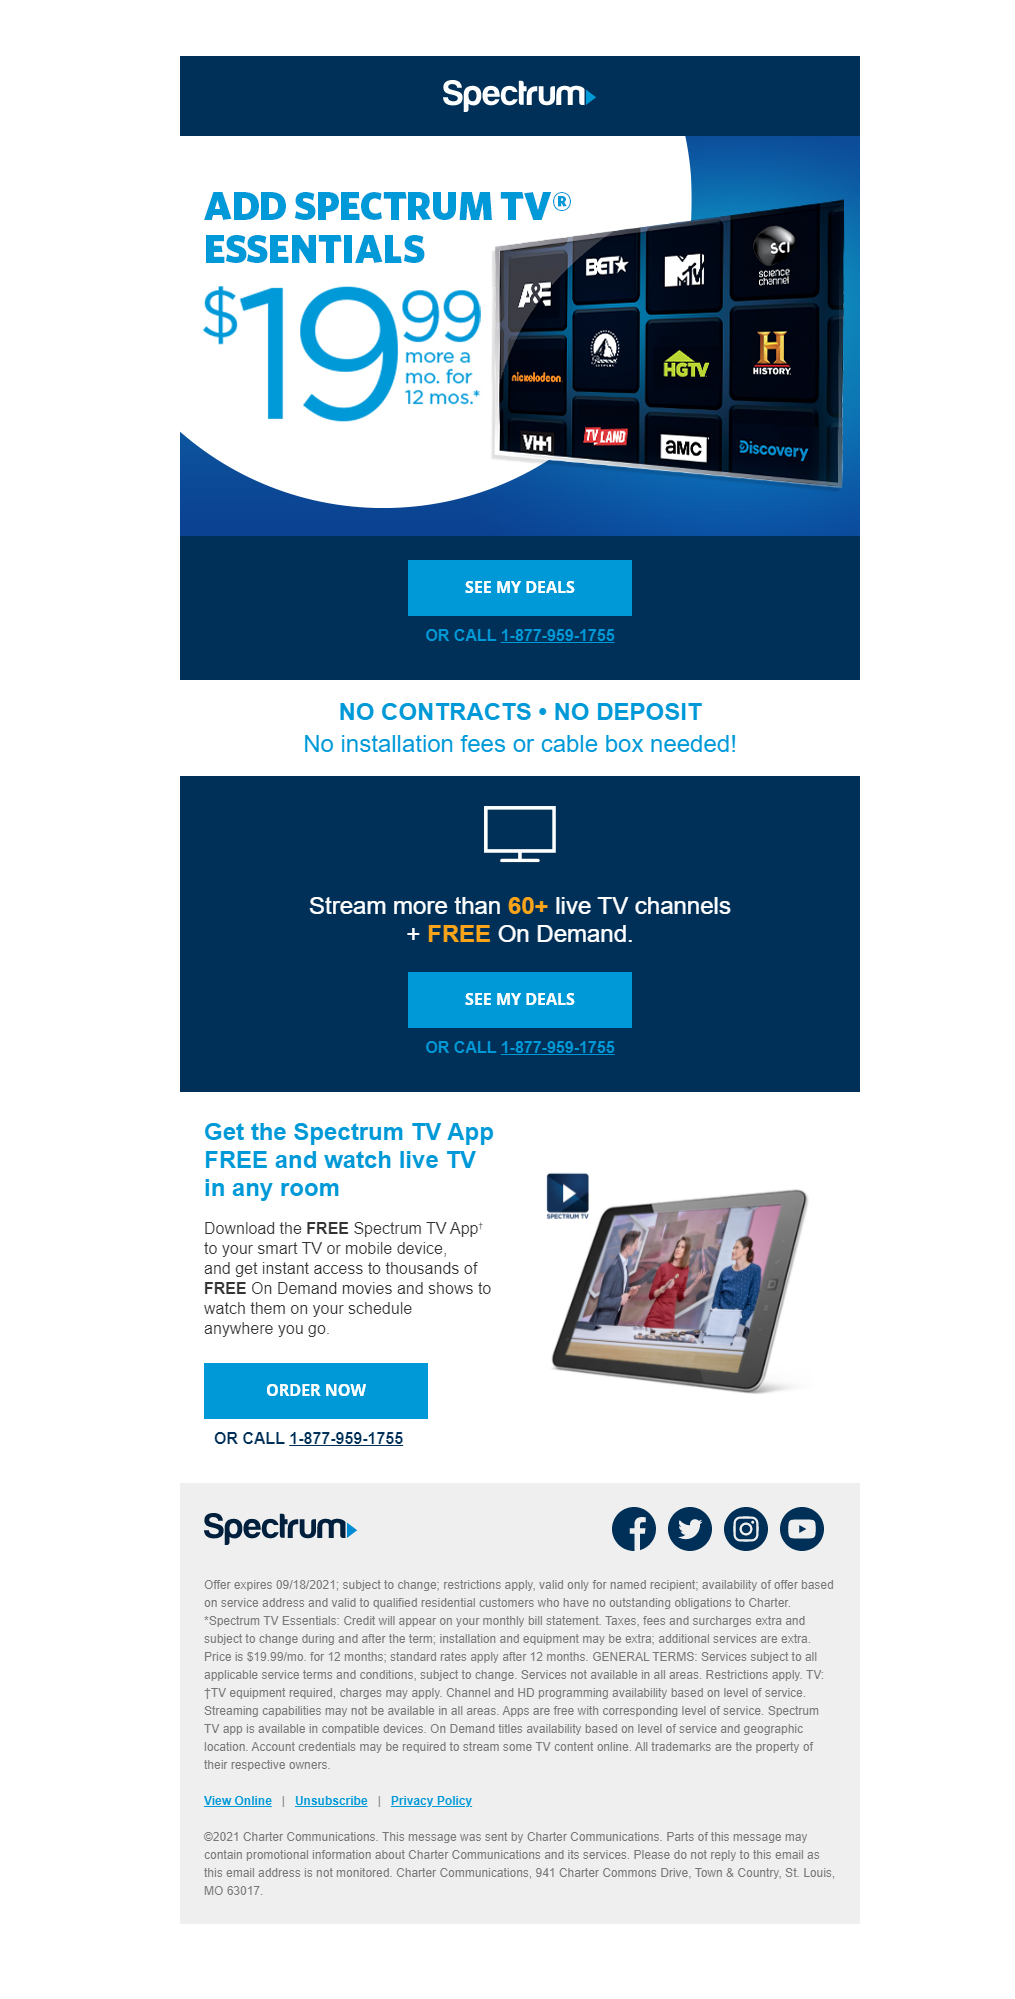 Spectrum
ADD SPECTRUM TV®
ESSENTIALS
$19 99
more a
mo. for
12 mos.*
A&E
BET
MTV
SCI
science
channel
nickelodeon
Paramount
HGTV
H
HISTORY
VH1
TV LAND
aMC
Discovery
SEE MY DEALS
OR CALL 1-877-959-1755
NO CONTRACTS • NO DEPOSIT
No installation fees or cable box needed!
Stream more than 60+ live TV channels
+ FREE On Demand.
SEE MY DEALS
OR CALL 1-877-959-1755
Get the Spectrum TV App
FREE and watch live TV
in any room
Download the FREE Spectrum TV App†
to your smart TV or mobile device,
and get instant access to thousands of
FREE On Demand movies and shows to
watch them on your schedule
anywhere you go.
ORDER NOW
OR CALL 1-877-959-1755
SPECTRUM TV
Spectrum
Offer expires 09/18/2021; subject to change; restrictions apply, valid only for named recipient; availability of offer based
on service address and valid to qualified residential customers who have no outstanding obligations to Charter.
*Spectrum TV Essentials: Credit will appear on your monthly bill statement. Taxes, fees and surcharges extra and
subject to change during and after the term; installation and equipment may be extra; additional services are extra.
Price is $19.99/mo. for 12 months; standard rates apply after 12 months. GENERAL TERMS: Services subject to all
applicable service terms and conditions, subject to change. Services not available in all areas. Restrictions apply. TV:
†TV equipment required, charges may apply. Channel and HD programming availability based on level of service.
Streaming capabilities may not be available in all areas. Apps are free with corresponding level of service. Spectrum
TV app is available in compatible devices. On Demand titles availability based on level of service and geographic
location. Account credentials may be required to stream some TV content online. All trademarks are the property of
their respective owners.
View Online | Unsubscribe | Privacy Policy
©2021 Charter Communications. This message was sent by Charter Communications. Parts of this message may
contain promotional information about Charter Communications and its services. Please do not reply to this email as
this email address is not monitored. Charter Communications, 941 Charter Commons Drive, Town & Country, St. Louis,
MO 63017.